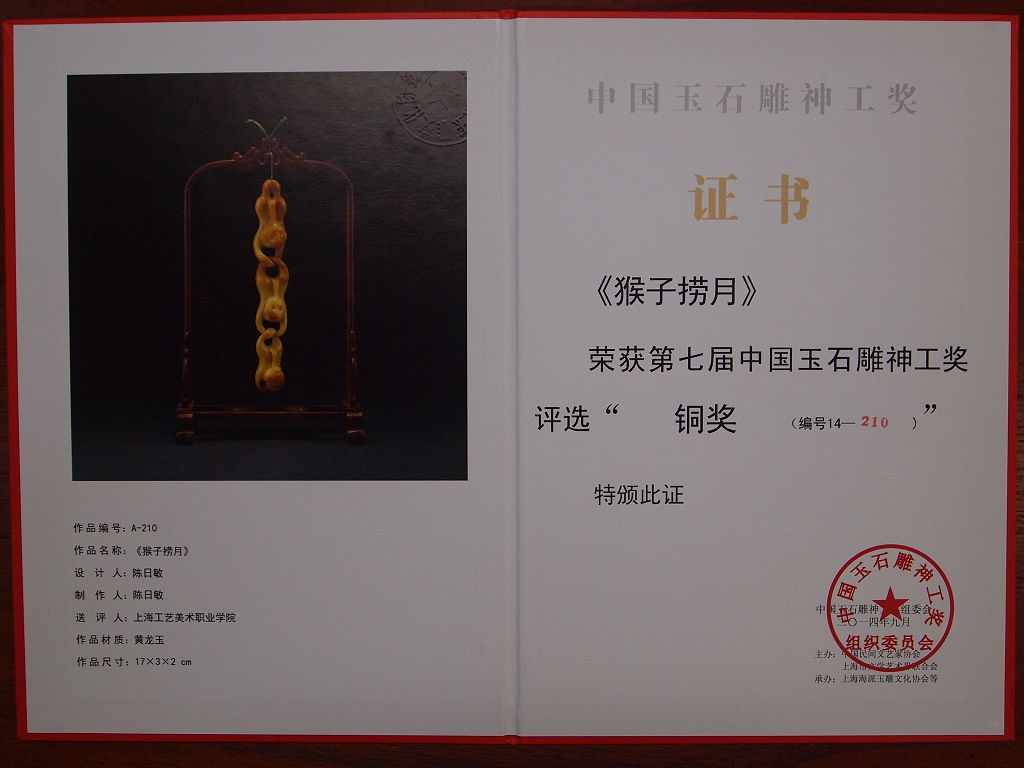 作品编号：A-210
作品名称：《猴子捞月》
设 计 人：陈日敏
制 作 人：陈日敏
送 评 人：上海工艺美术职业学院
作品材质：黄龙玉
作品尺寸：17×3×2 cm
中国玉石雕神工奖
证书
《猴子捞月》
荣获第七届中国玉石雕神工奖
评选“ 铜奖 （编号14—210 ）”
特颁此证
中国玉石雕神工奖
组织委员会
中国玉石雕神 组委会
二〇一四年九月
主办：中国民间文艺家协会
上海市文学艺术界联合会
承办：上海海派玉雕文化协会等